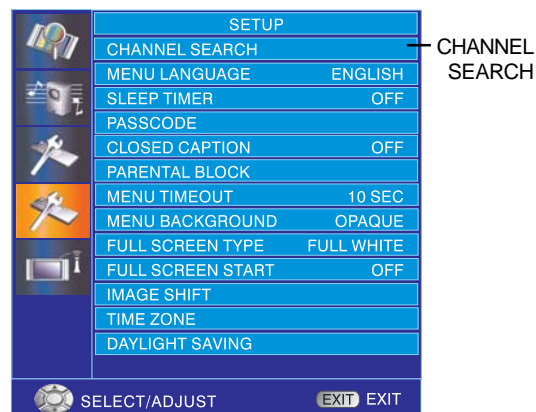 SETUP
CHANNEL SEARCH
MENU LANGUAGE ENGLISH
SLEEP TIMER OFF
PASSCODE
CLOSED CAPTION OFF
PARENTAL BLOCK
MENU TIMEOUT 10 SEC
MENU BACKGROUND OPAQUE
FULL SCREEN TYPE FULL WHITE
FULL SCREEN START OFF
IMAGE SHIFT
TIME ZONE
DAYLIGHT SAVING
SELECT/ADJUST EXIT EXIT
CHANNEL
SEARCH